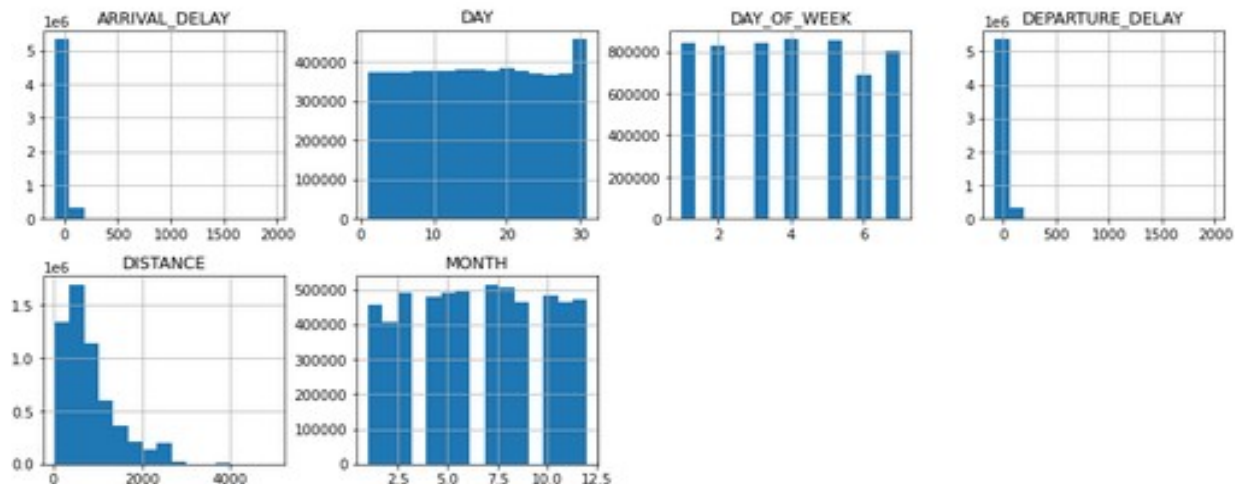 ARRIVAL_DELAY
1e6
5
4
3
2
1
0
0 500 1000 1500 2000
DAY
400000
300000
200000
100000
0
0 10 20 30
DAY_OF_WEEK
800000
600000
400000
200000
0
2 4 6
DEPARTURE_DELAY
1e6
5
4
3
2
1
0
0 500 1000 1500 2000
DISTANCE
1e6
1.5
1.0
0.5
0.0
0 2000 4000
MONTH
500000
400000
300000
200000
100000
0
2.5 5.0 7.5 10.0 12.5